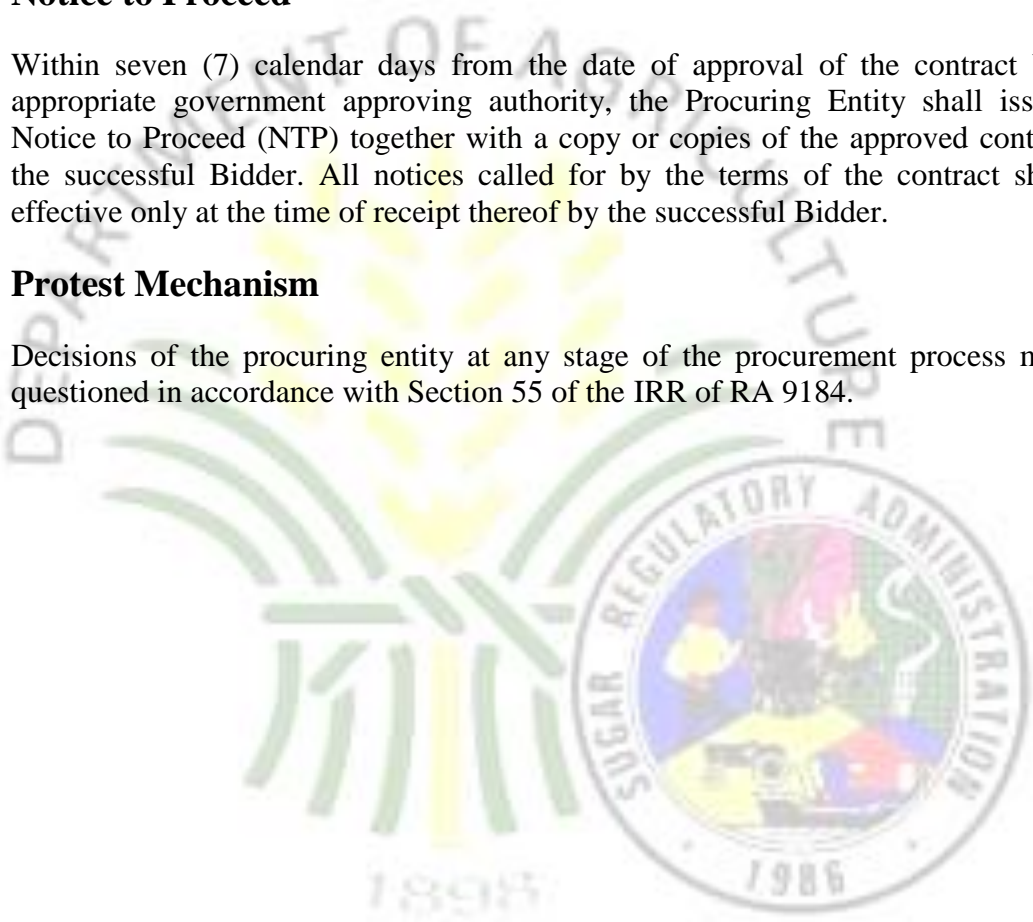 Notice to Proceed
Within seven (7) calendar days from the date of approval of the contract
appropriate government approving authority, the Procuring Entity shall iss
Notice to Proceed (NTP) together with a copy or copies of the approved cont
the successful Bidder. All notices called for by the terms of the contract sh
effective only at the time of receipt thereof by the successful Bidder.
Protest Mechanism
Decisions of the procuring entity at any stage of the procurement process m
questioned in accordance with Section 55 of the IRR of RA 9184.
DEPARTMENT OF AGRICULTURE
1898
SUGAR REGULATORY ADMINISTRATION
1986